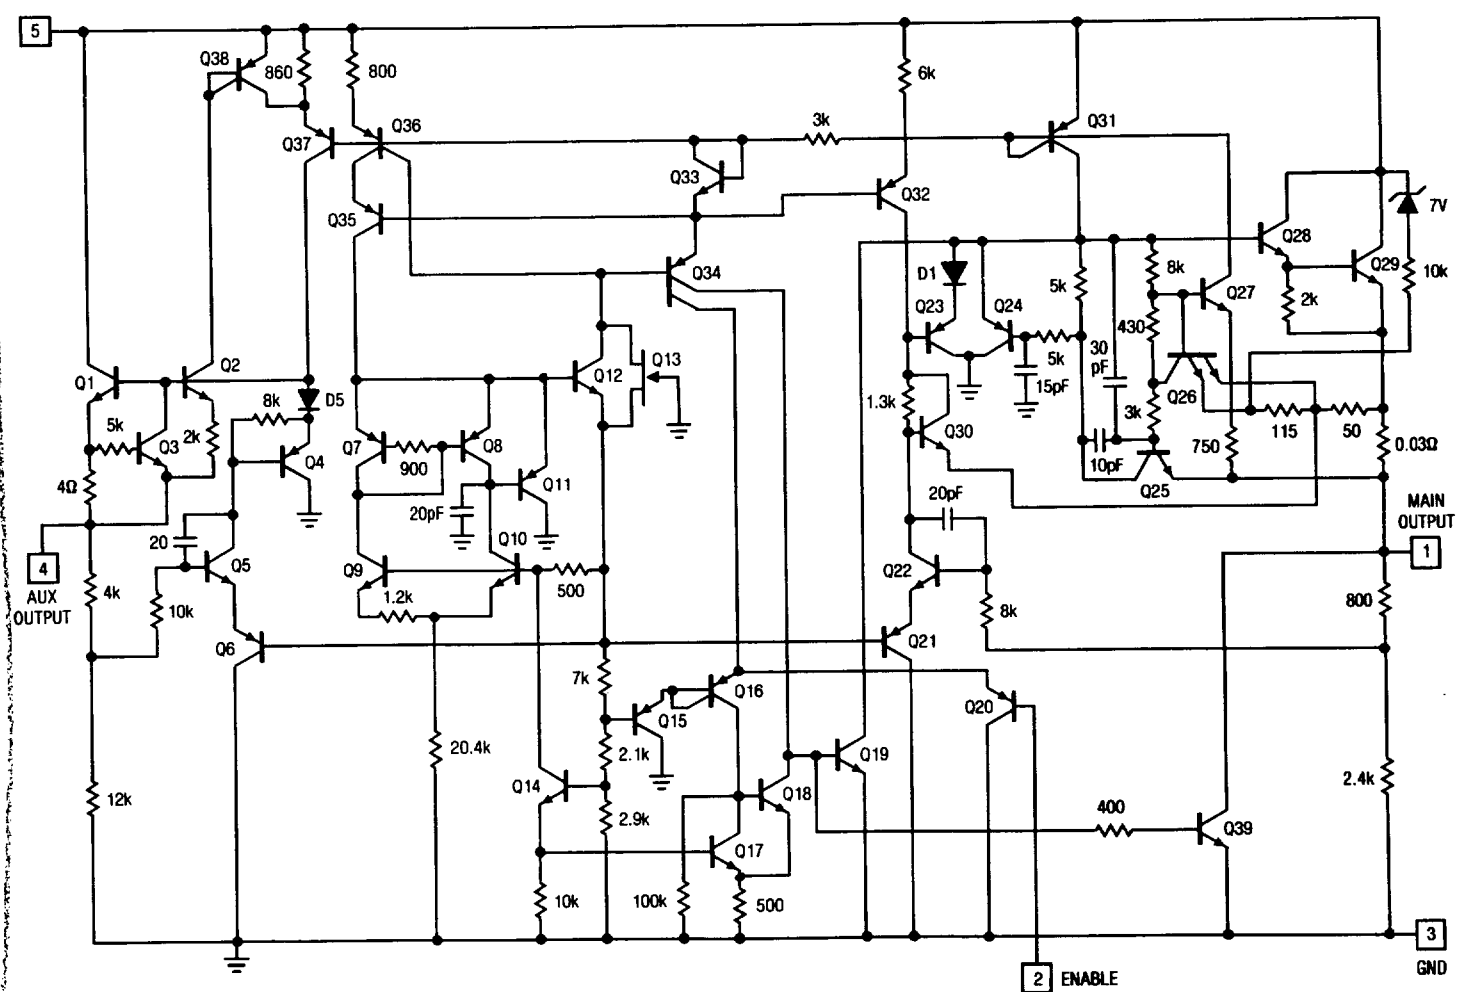 5
Q38
860
800
6k
Q36
3k
Q31
Q37
Q33
Q32
Q35
7V
Q28
Q34
8k
Q29
10k
D1
5k
Q27
2k
Q23
Q24
430
30
pF
Q2
Q1
Q13
5k
Q12
15pF
8k
D5
1.3k
Q26
5k
3k
Q3
2k
Q30
115
50
Q7
Q8
750
0.03Ω
Q4
900
10pF
4Ω
Q11
Q25
20pF
20pF
MAIN
OUTPUT
20
Q10
1
4
Q5
Q9
500
Q22
AUX
OUTPUT
4k
1.2k
800
10k
8k
Q6
Q21
7k
Q16
Q15
Q20
20.4k
2.1k
Q19
2.4k
Q14
Q18
12k
400
2.9k
Q39
Q17
10k
100k
500
3
GND
2
ENABLE